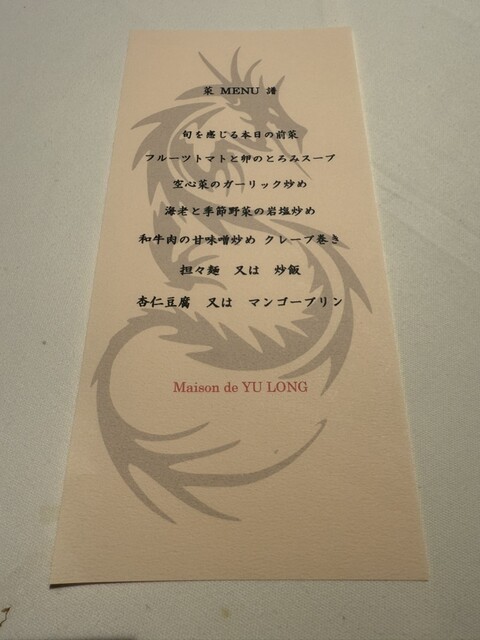 菜 MENU 譜
旬を感じる本日の前菜
フルーツトマトと卵のとろみスープ
空心菜のガーリック炒め
海老と季節野菜の岩塩炒め
和牛肉の甘味噌炒め クレープ巻き
担々麺 又は 炒飯
杏仁豆腐 又は マンゴープリン
Maison de YU LONG